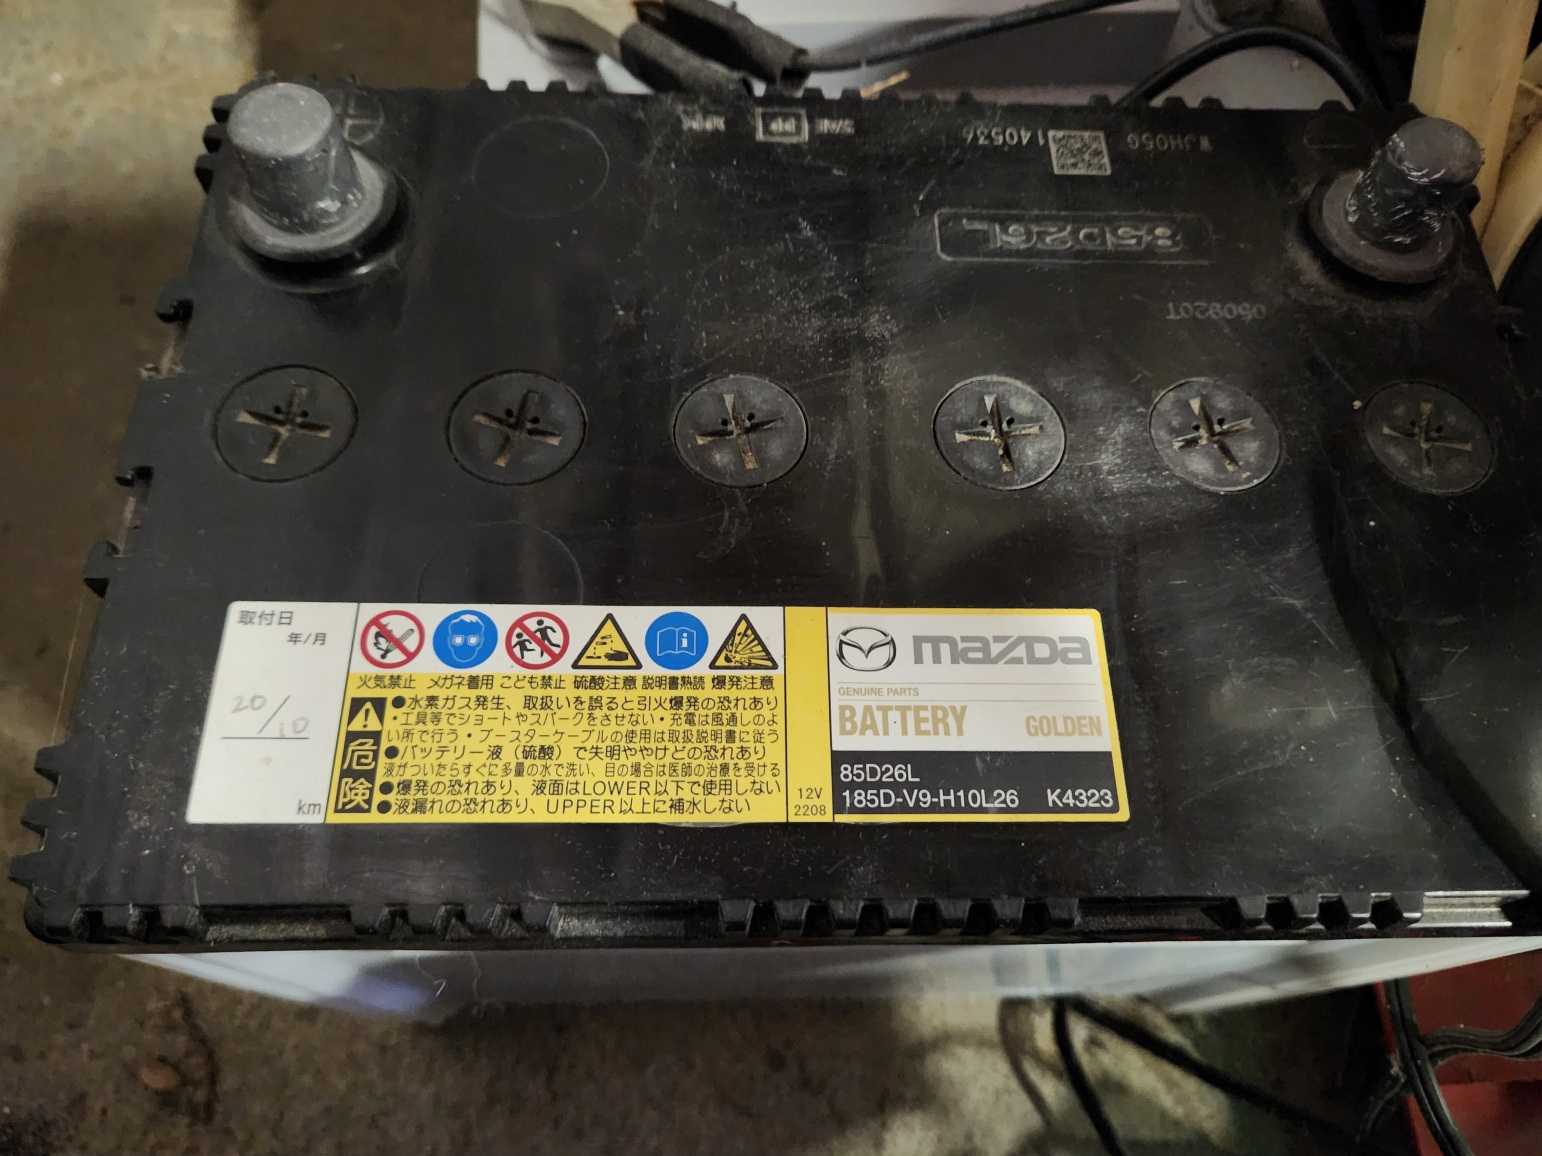 PP
140536
WJH05G
85D26L
050920T
取付日
年/月
20/10
km
火気禁止 メガネ着用 こども禁止 硫酸注意 説明書熟読 爆発注意
危険
●水素ガス発生、取扱いを誤ると引火爆発の恐れあり
・工具等でショートやスパークをさせない・充電は風通しのよ
い所で行う・ブースターケーブルの使用は取扱説明書に従う
●バッテリー液（硫酸）で失明ややけどの恐れあり
液がついたらすぐに多量の水で洗い、目の場合は医師の治療を受ける
●爆発の恐れあり、液面はLOWER以下で使用しない
●液漏れの恐れあり、UPPER以上に補水しない
12V
2208
mazda
GENUINE PARTS
BATTERY GOLDEN
85D26L
185D-V9-H10L26 K4323